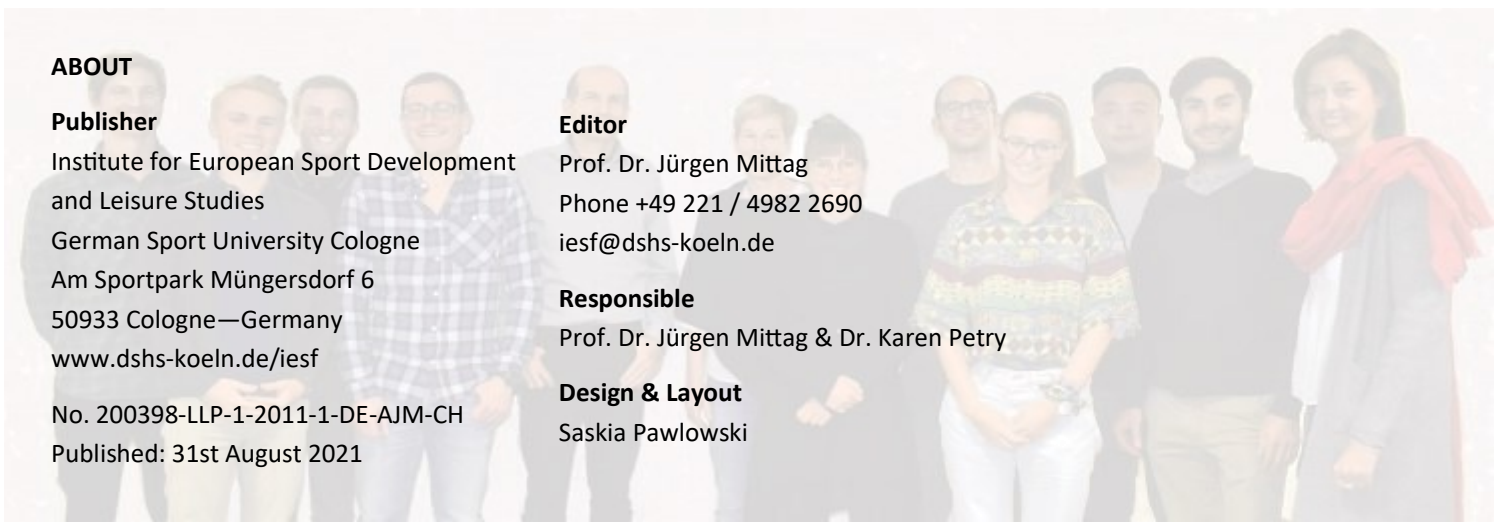 ABOUT
Publisher
Institute for European Sport Development
and Leisure Studies
German Sport University Cologne
Am Sportpark Müngersdorf 6
50933 Cologne—Germany
www.dshs-koeln.de/iesf
No. 200398-LLP-1-2011-1-DE-AJM-CH
Published: 31st August 2021
Editor
Prof. Dr. Jürgen Mittag
Phone +49 221 / 4982 2690
iesf@dshs-koeln.de
Responsible
Prof. Dr. Jürgen Mittag & Dr. Karen Petry
Design & Layout
Saskia Pawlowski